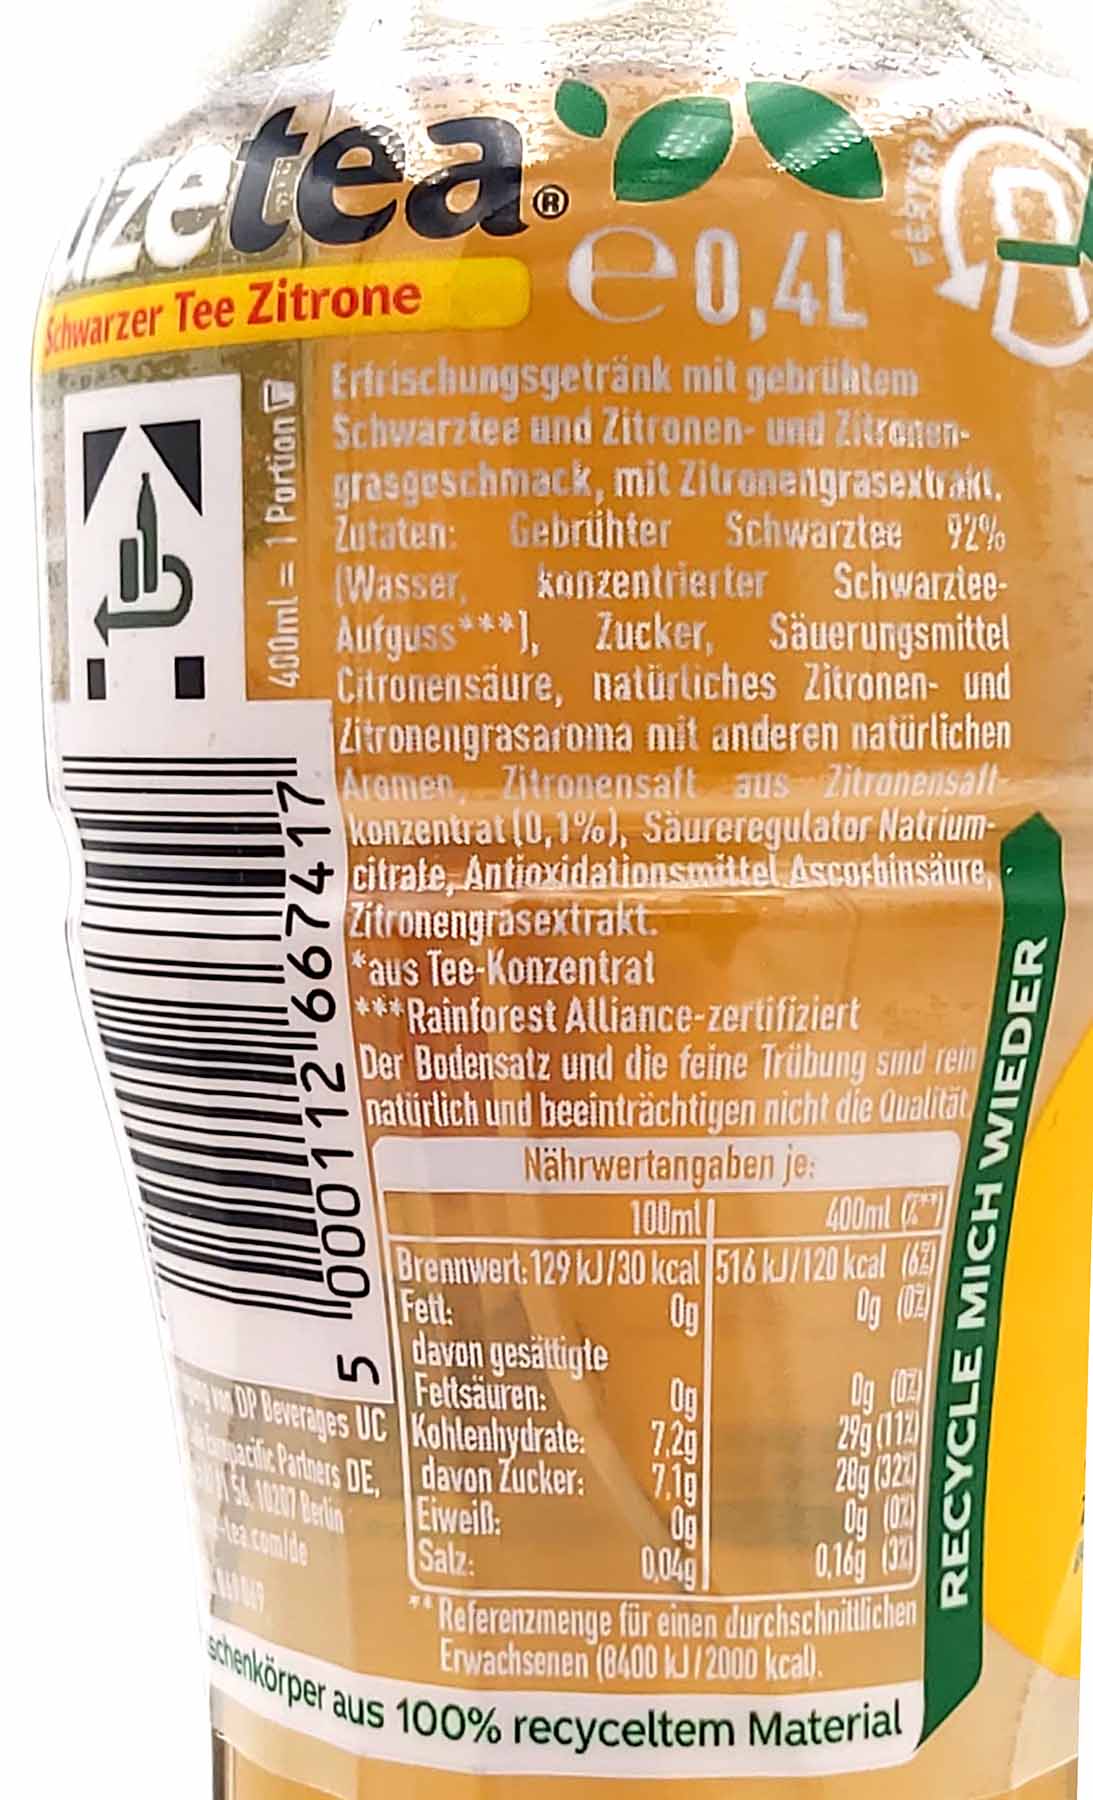 zetea®
Schwarzer Tee Zitrone
e 0,4L
400ml = 1 Portion
Erfrischungsgetränk mit gebrühtem
Schwarztee und Zitronen- und Zitronen-
grasgeschmack, mit Zitronengrasextrakt.
Zutaten: Gebrühter Schwarztee 92%
(Wasser, konzentrierter Schwarztee-
Aufguss***), Zucker, Säuerungsmittel
Citronensäure, natürliches Zitronen- und
Zitronengrasaroma mit anderen natürlichen
Aromen, Zitronensaft aus Zitronensaft-
konzentrat (0,1%), Säureregulator Natrium-
citrate, Antioxidationsmittel Ascorbinsäure,
Zitronengrasextrakt.
*aus Tee-Konzentrat
***Rainforest Alliance-zertifiziert
Der Bodensatz und die feine Trübung sind rein
natürlich und beeinträchtigen nicht die Qualität
5 000112 667417
Nährwertangaben je:
100ml 400ml (%**)
Brennwert: 129 kJ/30 kcal 516 kJ/120 kcal (6%)
Fett: 0g 0g (0%)
davon gesättigte
Fettsäuren: 0g 0g (0%)
Kohlenhydrate: 7,2g 29g (11%)
davon Zucker: 7,1g 28g (32%)
Eiweiß: 0g 0g (0%)
Salz: 0,04g 0,16g (3%)
** Referenzmenge für einen durchschnittlichen
Erwachsenen (8400 kJ/2000 kcal).
von DP Beverages UC
Partners DE,
10287 Berlin
-tea.com/de
schenkörper aus 100% recyceltem Material
RECYCLE MICH WIEDER